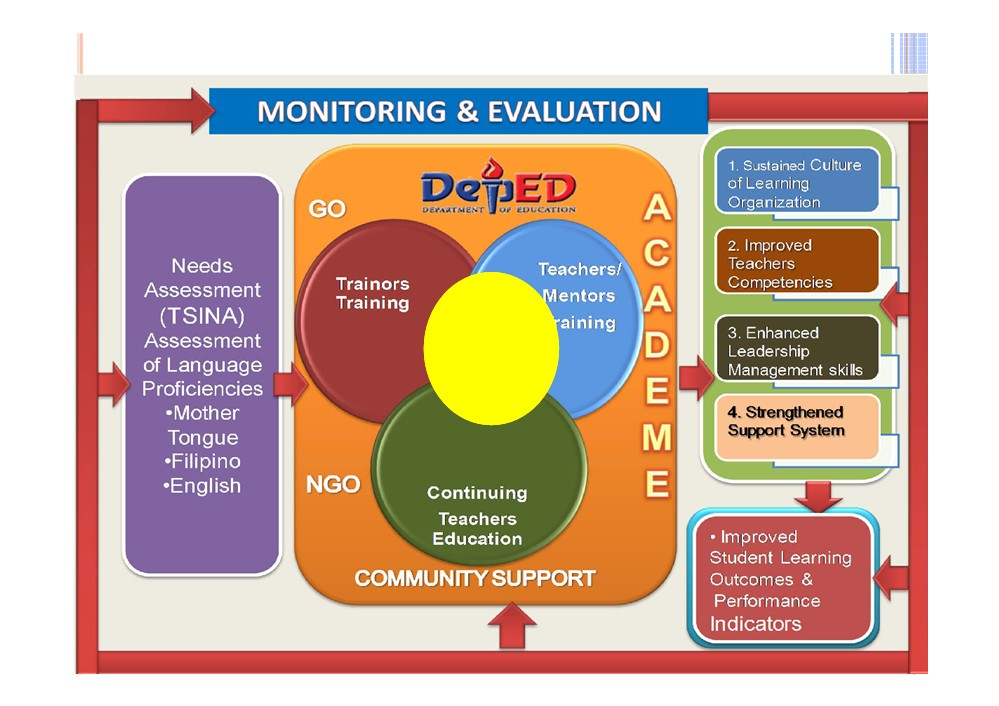 MONITORING & EVALUATION
Needs
Assessment
(TSINA)
Assessment
of Language
Proficiencies
•Mother
Tongue
•Filipino
•English
GO
DepED
DEPARTMENT OF EDUCATION
ACADEME
Trainors
Training
Teachers/
Mentors
raining
NGO
Continuing
Teachers
Education
COMMUNITY SUPPORT
1. Sustained Culture
of Learning
Organization
2. Improved
Teachers
Competencies
3. Enhanced
Leadership
Management skills
4. Strengthened
Support System
• Improved
Student Learning
Outcomes &
Performance
Indicators